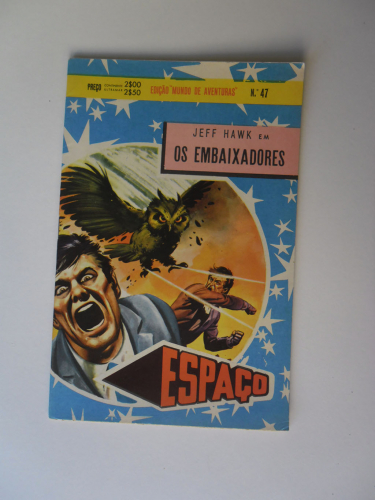 PREÇO
2$00
2$50
EDIÇÃO "MUNDO DE AVENTURAS"
N.º 47
JEFF HAWK EM
OS EMBAIXADORES
ESPAÇO